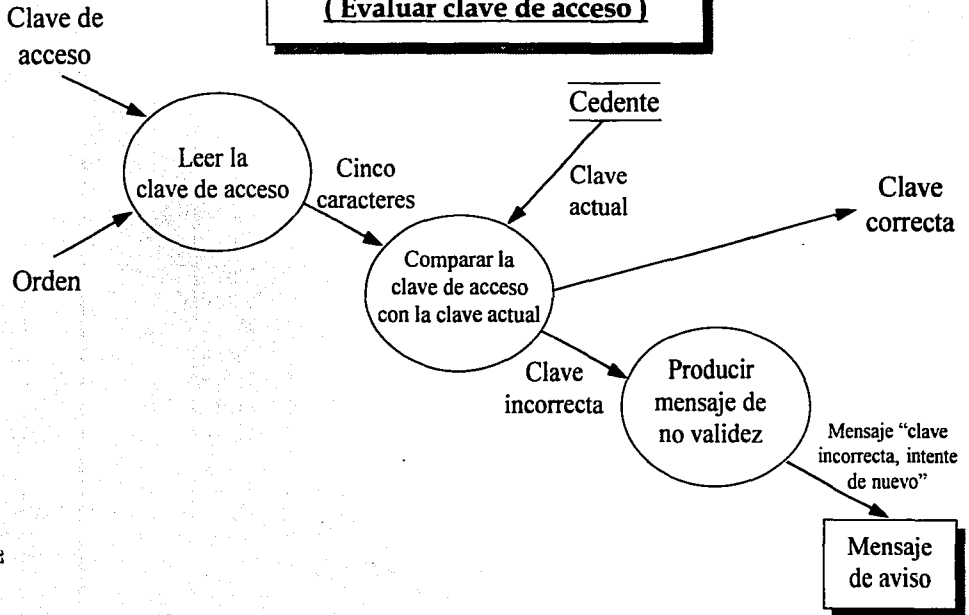 ( Evaluar clave de acceso )
Clave de
acceso
Cedente
Leer la
clave de acceso
Cinco
caracteres
Clave
actual
Clave
correcta
Orden
Comparar la
clave de acceso
con la clave actual
Clave
incorrecta
Producir
mensaje de
no validez
Mensaje “clave
incorrecta, intente
de nuevo”
Mensaje
de aviso